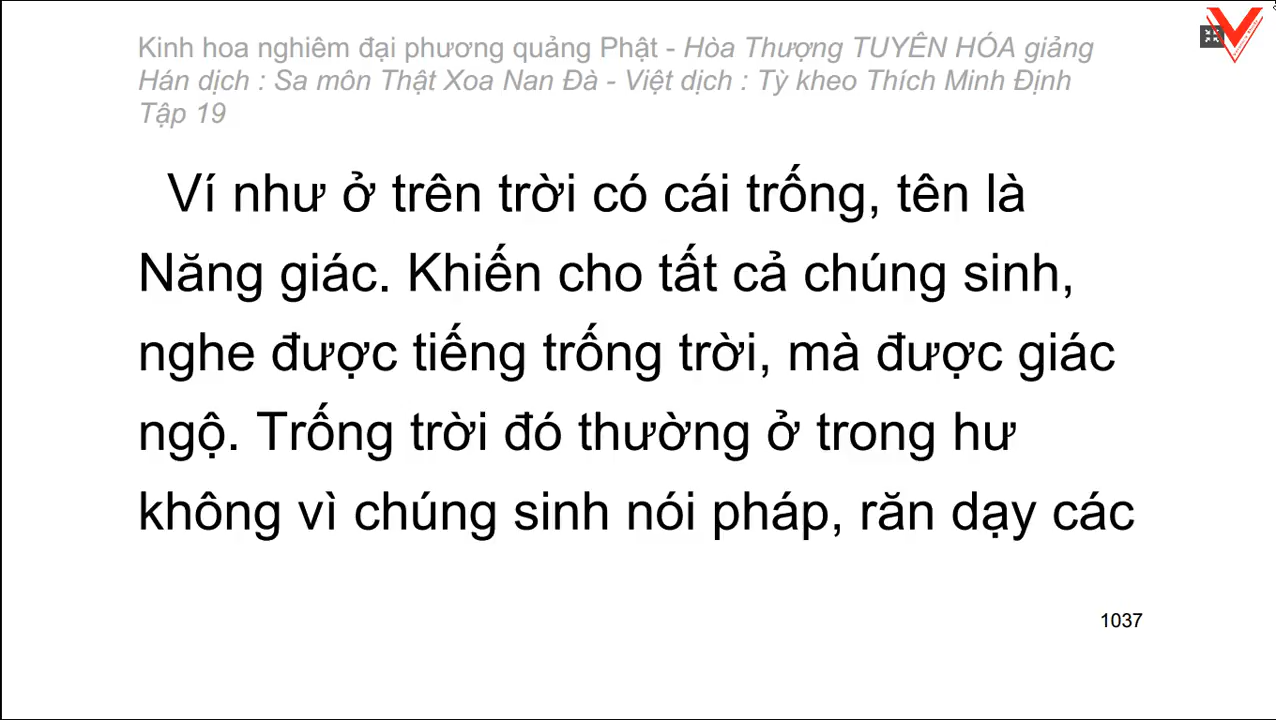 Kinh hoa nghiêm đại phương quảng Phật - Hòa Thượng TUYÊN HÓA giảng
Hán dịch : Sa môn Thật Xoa Nan Đà - Việt dịch : Tỳ kheo Thích Minh Định
Tập 19
Ví như ở trên trời có cái trống, tên là
Năng giác. Khiến cho tất cả chúng sinh,
nghe được tiếng trống trời, mà được giác
ngộ. Trống trời đó thường ở trong hư
không vì chúng sinh nói pháp, răn dạy các
1037